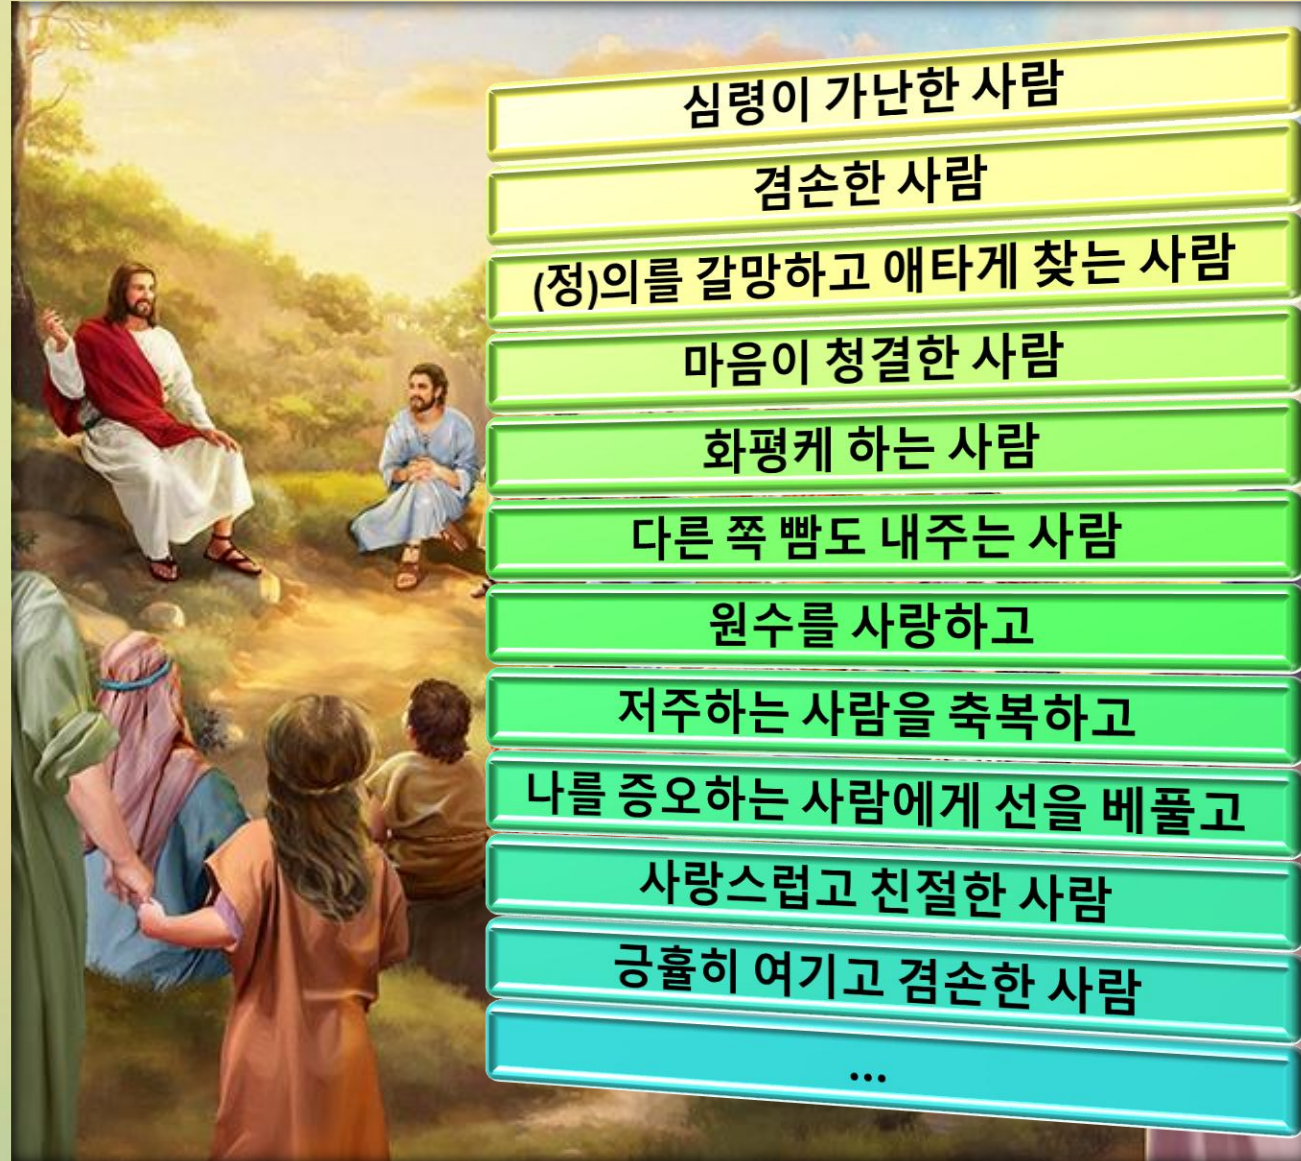 심령이 가난한 사람
겸손한 사람
(정)의를 갈망하고 애타게 찾는 사람
마음이 청결한 사람
화평케 하는 사람
다른 쪽 빰도 내주는 사람
원수를 사랑하고
저주하는 사람을 축복하고
나를 증오하는 사람에게 선을 베풀고
사랑스럽고 친절한 사람
긍휼히 여기고 겸손한 사람
...